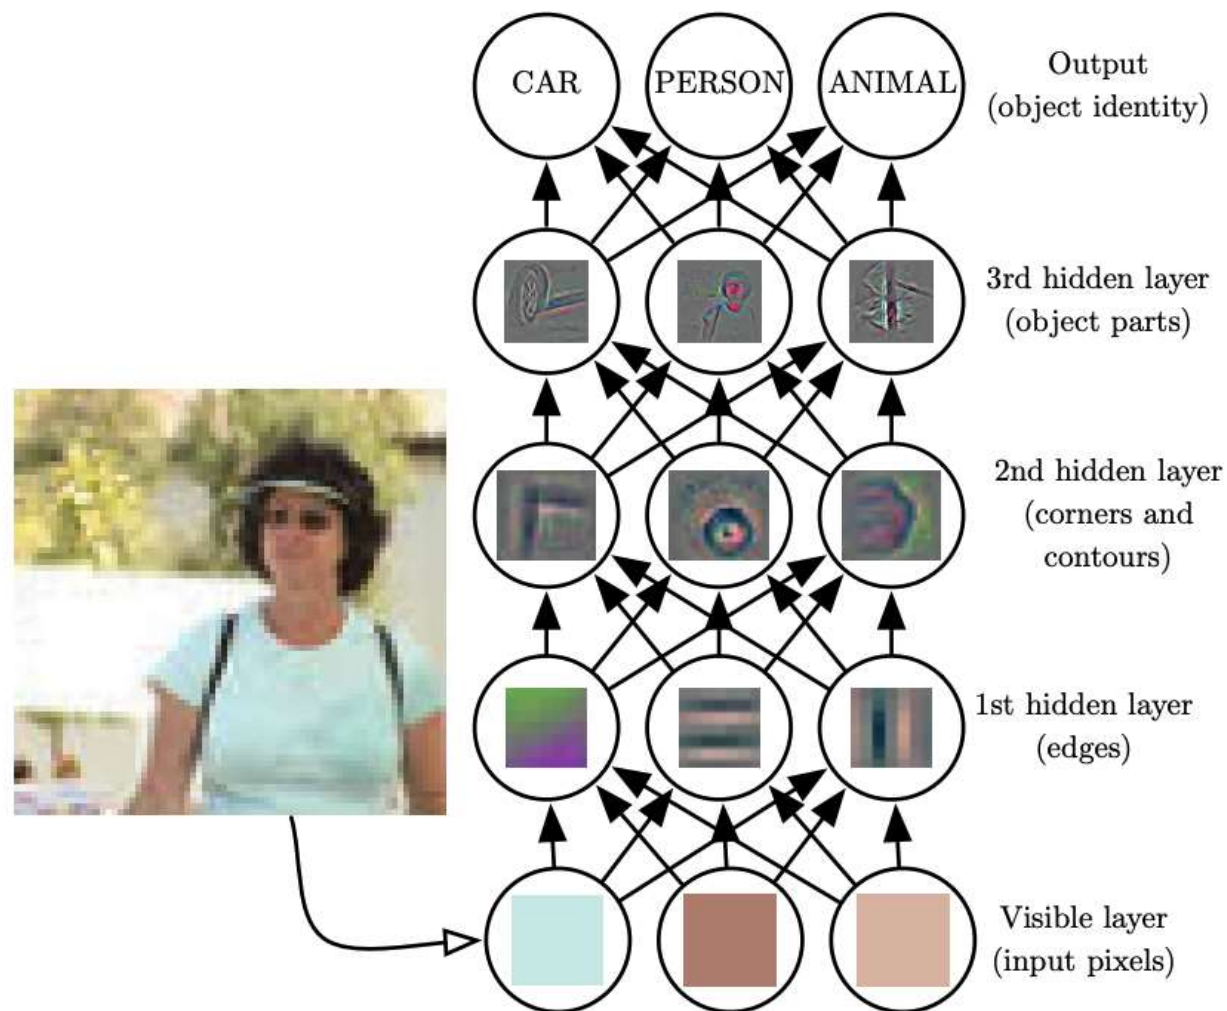 CAR
PERSON
ANIMAL
Output
(object identity)
3rd hidden layer
(object parts)
2nd hidden layer
(corners and
contours)
1st hidden layer
(edges)
Visible layer
(input pixels)